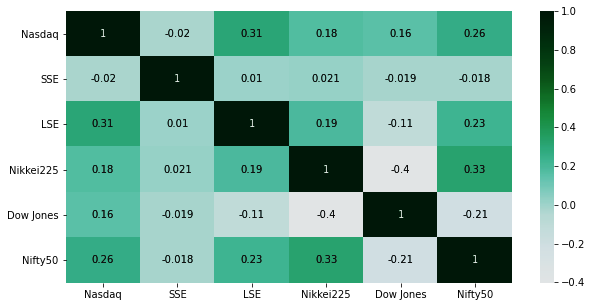 Nasdaq 1 -0.02 0.31 0.18 0.16 0.26
SSE -0.02 1 0.01 0.021 -0.019 -0.018
LSE 0.31 0.01 1 0.19 -0.11 0.23
Nikkei225 0.18 0.021 0.19 1 -0.4 0.33
Dow Jones 0.16 -0.019 -0.11 -0.4 1 -0.21
Nifty50 0.26 -0.018 0.23 0.33 -0.21 1
Nasdaq SSE LSE Nikkei225 Dow Jones Nifty50
1.0
0.8
0.6
0.4
0.2
0.0
−0.2
−0.4